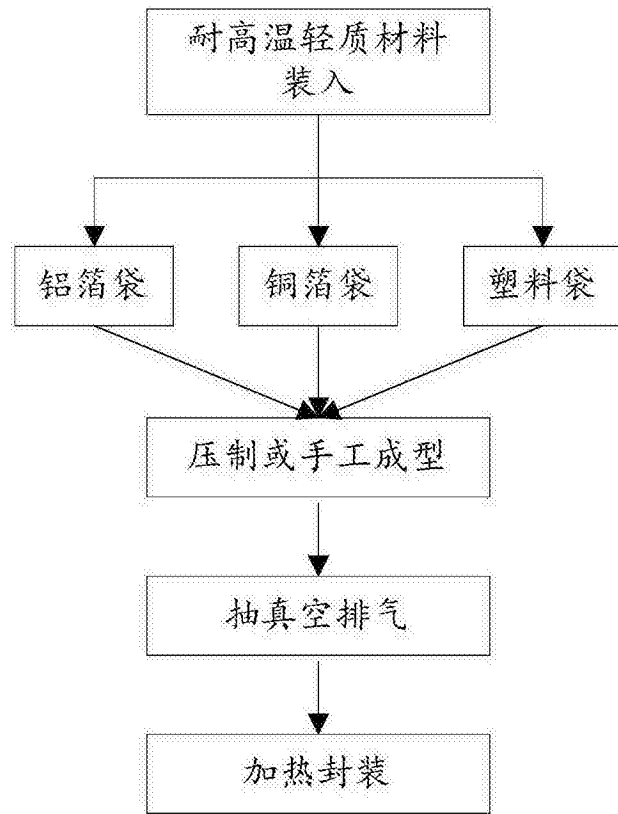 耐高温轻质材料
装入
铝箔袋
铜箔袋
塑料袋
压制或手工成型
抽真空排气
加热封装